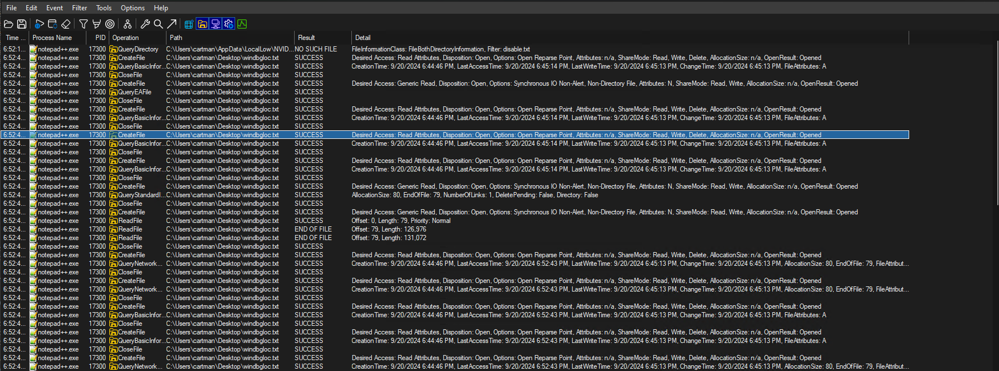 File Edit Event Filter Tools Options Help
Time ... Process Name PID Operation Path Result Detail
6:52:1... notepad++.exe 17300 QueryDirectory C:\Users\cartman\AppData\LocalLow\NVID... NO SUCH FILE FileInformationClass: FileBothDirectoryInformation, Filter: disable.txt
6:52:4... notepad++.exe 17300 CreateFile C:\Users\cartman\Desktop\windbgloc.txt SUCCESS Desired Access: Read Attributes, Disposition: Open, Options: Open Reparse Point, Attributes: n/a, ShareMode: Read, Write, Delete, AllocationSize: n/a, OpenResult: Opened
6:52:4... notepad++.exe 17300 QueryBasicInfor... C:\Users\cartman\Desktop\windbgloc.txt SUCCESS CreationTime: 9/20/2024 6:44:46 PM, LastAccessTime: 9/20/2024 6:45:14 PM, LastWriteTime: 9/20/2024 6:45:13 PM, ChangeTime: 9/20/2024 6:45:13 PM, FileAttributes: A
6:52:4... notepad++.exe 17300 CloseFile C:\Users\cartman\Desktop\windbgloc.txt SUCCESS
6:52:4... notepad++.exe 17300 CreateFile C:\Users\cartman\Desktop\windbgloc.txt SUCCESS Desired Access: Generic Read, Disposition: Open, Options: Synchronous IO Non-Alert, Non-Directory File, Attributes: N, ShareMode: Read, Write, AllocationSize: n/a, OpenResult: Opened
6:52:4... notepad++.exe 17300 QueryEAFile C:\Users\cartman\Desktop\windbgloc.txt SUCCESS
6:52:4... notepad++.exe 17300 CloseFile C:\Users\cartman\Desktop\windbgloc.txt SUCCESS
6:52:4... notepad++.exe 17300 CreateFile C:\Users\cartman\Desktop\windbgloc.txt SUCCESS Desired Access: Read Attributes, Disposition: Open, Options: Open Reparse Point, Attributes: n/a, ShareMode: Read, Write, Delete, AllocationSize: n/a, OpenResult: Opened
6:52:4... notepad++.exe 17300 QueryBasicInfor... C:\Users\cartman\Desktop\windbgloc.txt SUCCESS CreationTime: 9/20/2024 6:44:46 PM, LastAccessTime: 9/20/2024 6:45:14 PM, LastWriteTime: 9/20/2024 6:45:13 PM, ChangeTime: 9/20/2024 6:45:13 PM, FileAttributes: A
6:52:4... notepad++.exe 17300 CloseFile C:\Users\cartman\Desktop\windbgloc.txt SUCCESS
6:52:4... notepad++.exe 17300 CreateFile C:\Users\cartman\Desktop\windbgloc.txt SUCCESS Desired Access: Read Attributes, Disposition: Open, Options: Open Reparse Point, Attributes: n/a, ShareMode: Read, Write, Delete, AllocationSize: n/a, OpenResult: Opened
6:52:4... notepad++.exe 17300 QueryBasicInfor... C:\Users\cartman\Desktop\windbgloc.txt SUCCESS CreationTime: 9/20/2024 6:44:46 PM, LastAccessTime: 9/20/2024 6:45:14 PM, LastWriteTime: 9/20/2024 6:45:13 PM, ChangeTime: 9/20/2024 6:45:13 PM, FileAttributes: A
6:52:4... notepad++.exe 17300 CloseFile C:\Users\cartman\Desktop\windbgloc.txt SUCCESS
6:52:4... notepad++.exe 17300 CreateFile C:\Users\cartman\Desktop\windbgloc.txt SUCCESS Desired Access: Read Attributes, Disposition: Open, Options: Open Reparse Point, Attributes: n/a, ShareMode: Read, Write, Delete, AllocationSize: n/a, OpenResult: Opened
6:52:4... notepad++.exe 17300 QueryBasicInfor... C:\Users\cartman\Desktop\windbgloc.txt SUCCESS CreationTime: 9/20/2024 6:44:46 PM, LastAccessTime: 9/20/2024 6:45:14 PM, LastWriteTime: 9/20/2024 6:45:13 PM, ChangeTime: 9/20/2024 6:45:13 PM, FileAttributes: A
6:52:4... notepad++.exe 17300 CloseFile C:\Users\cartman\Desktop\windbgloc.txt SUCCESS
6:52:4... notepad++.exe 17300 CreateFile C:\Users\cartman\Desktop\windbgloc.txt SUCCESS Desired Access: Generic Read, Disposition: Open, Options: Synchronous IO Non-Alert, Non-Directory File, Attributes: N, ShareMode: Read, Write, AllocationSize: n/a, OpenResult: Opened
6:52:4... notepad++.exe 17300 QueryStandardI... C:\Users\cartman\Desktop\windbgloc.txt SUCCESS AllocationSize: 80, EndOfFile: 79, NumberOfLinks: 1, DeletePending: False, Directory: False
6:52:4... notepad++.exe 17300 CloseFile C:\Users\cartman\Desktop\windbgloc.txt SUCCESS
6:52:4... notepad++.exe 17300 CreateFile C:\Users\cartman\Desktop\windbgloc.txt SUCCESS Desired Access: Generic Read, Disposition: Open, Options: Synchronous IO Non-Alert, Non-Directory File, Attributes: N, ShareMode: Read, Write, AllocationSize: n/a, OpenResult: Opened
6:52:4... notepad++.exe 17300 ReadFile C:\Users\cartman\Desktop\windbgloc.txt SUCCESS Offset: 0, Length: 79, Priority: Normal
6:52:4... notepad++.exe 17300 ReadFile C:\Users\cartman\Desktop\windbgloc.txt END OF FILE Offset: 79, Length: 126,976
6:52:4... notepad++.exe 17300 ReadFile C:\Users\cartman\Desktop\windbgloc.txt END OF FILE Offset: 79, Length: 131,072
6:52:4... notepad++.exe 17300 CloseFile C:\Users\cartman\Desktop\windbgloc.txt SUCCESS
6:52:4... notepad++.exe 17300 CreateFile C:\Users\cartman\Desktop\windbgloc.txt SUCCESS Desired Access: Read Attributes, Disposition: Open, Options: Open Reparse Point, Attributes: n/a, ShareMode: Read, Write, Delete, AllocationSize: n/a, OpenResult: Opened
6:52:4... notepad++.exe 17300 QueryNetwork... C:\Users\cartman\Desktop\windbgloc.txt SUCCESS CreationTime: 9/20/2024 6:44:46 PM, LastAccessTime: 9/20/2024 6:52:43 PM, LastWriteTime: 9/20/2024 6:45:13 PM, ChangeTime: 9/20/2024 6:45:13 PM, AllocationSize: 80, EndOfFile: 79, FileAttribut...
6:52:4... notepad++.exe 17300 CloseFile C:\Users\cartman\Desktop\windbgloc.txt SUCCESS
6:52:4... notepad++.exe 17300 CreateFile C:\Users\cartman\Desktop\windbgloc.txt SUCCESS Desired Access: Read Attributes, Disposition: Open, Options: Open Reparse Point, Attributes: n/a, ShareMode: Read, Write, Delete, AllocationSize: n/a, OpenResult: Opened
6:52:4... notepad++.exe 17300 QueryNetwork... C:\Users\cartman\Desktop\windbgloc.txt SUCCESS CreationTime: 9/20/2024 6:44:46 PM, LastAccessTime: 9/20/2024 6:52:43 PM, LastWriteTime: 9/20/2024 6:45:13 PM, ChangeTime: 9/20/2024 6:45:13 PM, AllocationSize: 80, EndOfFile: 79, FileAttribut...
6:52:4... notepad++.exe 17300 CloseFile C:\Users\cartman\Desktop\windbgloc.txt SUCCESS
6:52:4... notepad++.exe 17300 CreateFile C:\Users\cartman\Desktop\windbgloc.txt SUCCESS Desired Access: Read Attributes, Disposition: Open, Options: Open Reparse Point, Attributes: n/a, ShareMode: Read, Write, Delete, AllocationSize: n/a, OpenResult: Opened
6:52:4... notepad++.exe 17300 QueryBasicInfor... C:\Users\cartman\Desktop\windbgloc.txt SUCCESS CreationTime: 9/20/2024 6:44:46 PM, LastAccessTime: 9/20/2024 6:52:43 PM, LastWriteTime: 9/20/2024 6:45:13 PM, ChangeTime: 9/20/2024 6:45:13 PM, FileAttributes: A
6:52:4... notepad++.exe 17300 CloseFile C:\Users\cartman\Desktop\windbgloc.txt SUCCESS
6:52:4... notepad++.exe 17300 CreateFile C:\Users\cartman\Desktop\windbgloc.txt SUCCESS Desired Access: Read Attributes, Disposition: Open, Options: Open Reparse Point, Attributes: n/a, ShareMode: Read, Write, Delete, AllocationSize: n/a, OpenResult: Opened
6:52:4... notepad++.exe 17300 QueryBasicInfor... C:\Users\cartman\Desktop\windbgloc.txt SUCCESS CreationTime: 9/20/2024 6:44:46 PM, LastAccessTime: 9/20/2024 6:52:43 PM, LastWriteTime: 9/20/2024 6:45:13 PM, ChangeTime: 9/20/2024 6:45:13 PM, FileAttributes: A
6:52:4... notepad++.exe 17300 CloseFile C:\Users\cartman\Desktop\windbgloc.txt SUCCESS
6:52:4... notepad++.exe 17300 CreateFile C:\Users\cartman\Desktop\windbgloc.txt SUCCESS Desired Access: Read Attributes, Disposition: Open, Options: Open Reparse Point, Attributes: n/a, ShareMode: Read, Write, Delete, AllocationSize: n/a, OpenResult: Opened
6:52:4... notepad++.exe 17300 QueryNetwork... C:\Users\cartman\Desktop\windbgloc.txt SUCCESS CreationTime: 9/20/2024 6:44:46 PM, LastAccessTime: 9/20/2024 6:52:43 PM, LastWriteTime: 9/20/2024 6:45:13 PM, ChangeTime: 9/20/2024 6:45:13 PM, AllocationSize: 80, EndOfFile: 79, FileAttribut...